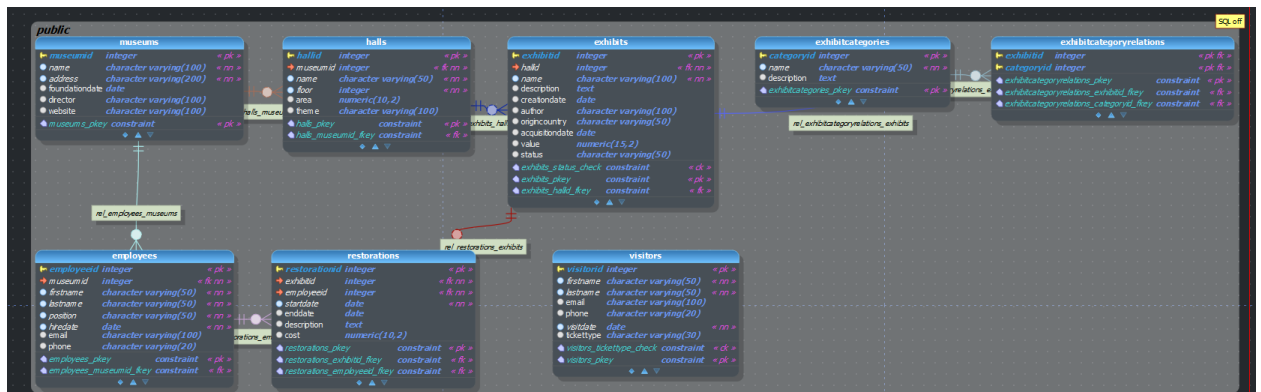 SQL off
public
museums
museumid integer « pk »
name character varying(100) « nn »
address character varying(200) « nn »
foundationdate date
director character varying(100)
website character varying(100)
museums_pkey constraint « pk »
halls
hallid integer « pk »
museumid integer « fk nn »
name character varying(50) « nn »
floor integer « nn »
area numeric(10,2)
theme character varying(100)
halls_pkey constraint « pk »
halls_museumid_fkey constraint « fk »
exhibits
exhibitid integer « pk »
hallid integer « fk nn »
name character varying(100) « nn »
description text
creationdate date
author character varying(100)
origincountry character varying(50)
acquisitiondate date
value numeric(15,2)
status character varying(50)
exhibits_status_check constraint « ck »
exhibits_pkey constraint « pk »
exhibits_hallid_fkey constraint « fk »
exhibitcategories
categoryid integer « pk »
name character varying(50) « nn »
description text
exhibitcategories_pkey constraint « pk »
exhibitcategoryrelations
exhibitid integer « pk fk »
categoryid integer « pk fk »
exhibitcategoryrelations_pkey constraint « pk »
exhibitcategoryrelations_exhibitid_fkey constraint « fk »
exhibitcategoryrelations_categoryid_fkey constraint « fk »
rel_exhibitcategoryrelations_exhibits
rel_employees_museums
rel_restorations_exhibits
employees
employeeid integer « pk »
museumid integer « fk nn »
firstname character varying(50) « nn »
lastname character varying(50) « nn »
position character varying(50) « nn »
hiredate date « nn »
email character varying(100)
phone character varying(20)
employees_pkey constraint « pk »
employees_museumid_fkey constraint « fk »
restorations
restorationid integer « pk »
exhibitid integer « fk nn »
employeeid integer « fk nn »
startdate date « nn »
enddate date
description text
cost numeric(10,2)
restorations_pkey constraint « pk »
restorations_exhibitid_fkey constraint « fk »
restorations_employeeid_fkey constraint « fk »
visitors
visitorid integer « pk »
firstname character varying(50) « nn »
lastname character varying(50) « nn »
email character varying(100)
phone character varying(20)
visitdate date « nn »
tickettype character varying(30)
visitors_tickettype_check constraint « ck »
visitors_pkey constraint « pk »